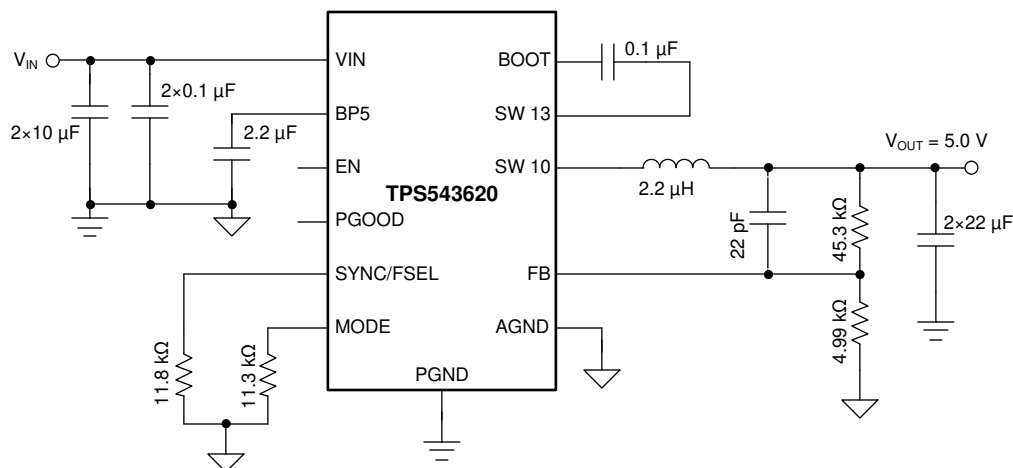 V_IN
VIN
BOOT
0.1 µF
2×10 µF
2×0.1 µF
2.2 µF
BP5
SW 13
EN
SW 10
2.2 µH
V_OUT = 5.0 V
TPS543620
PGOOD
22 pF
45.3 kΩ
2×22 µF
SYNC/FSEL
FB
MODE
AGND
4.99 kΩ
11.8 kΩ
11.3 kΩ
PGND